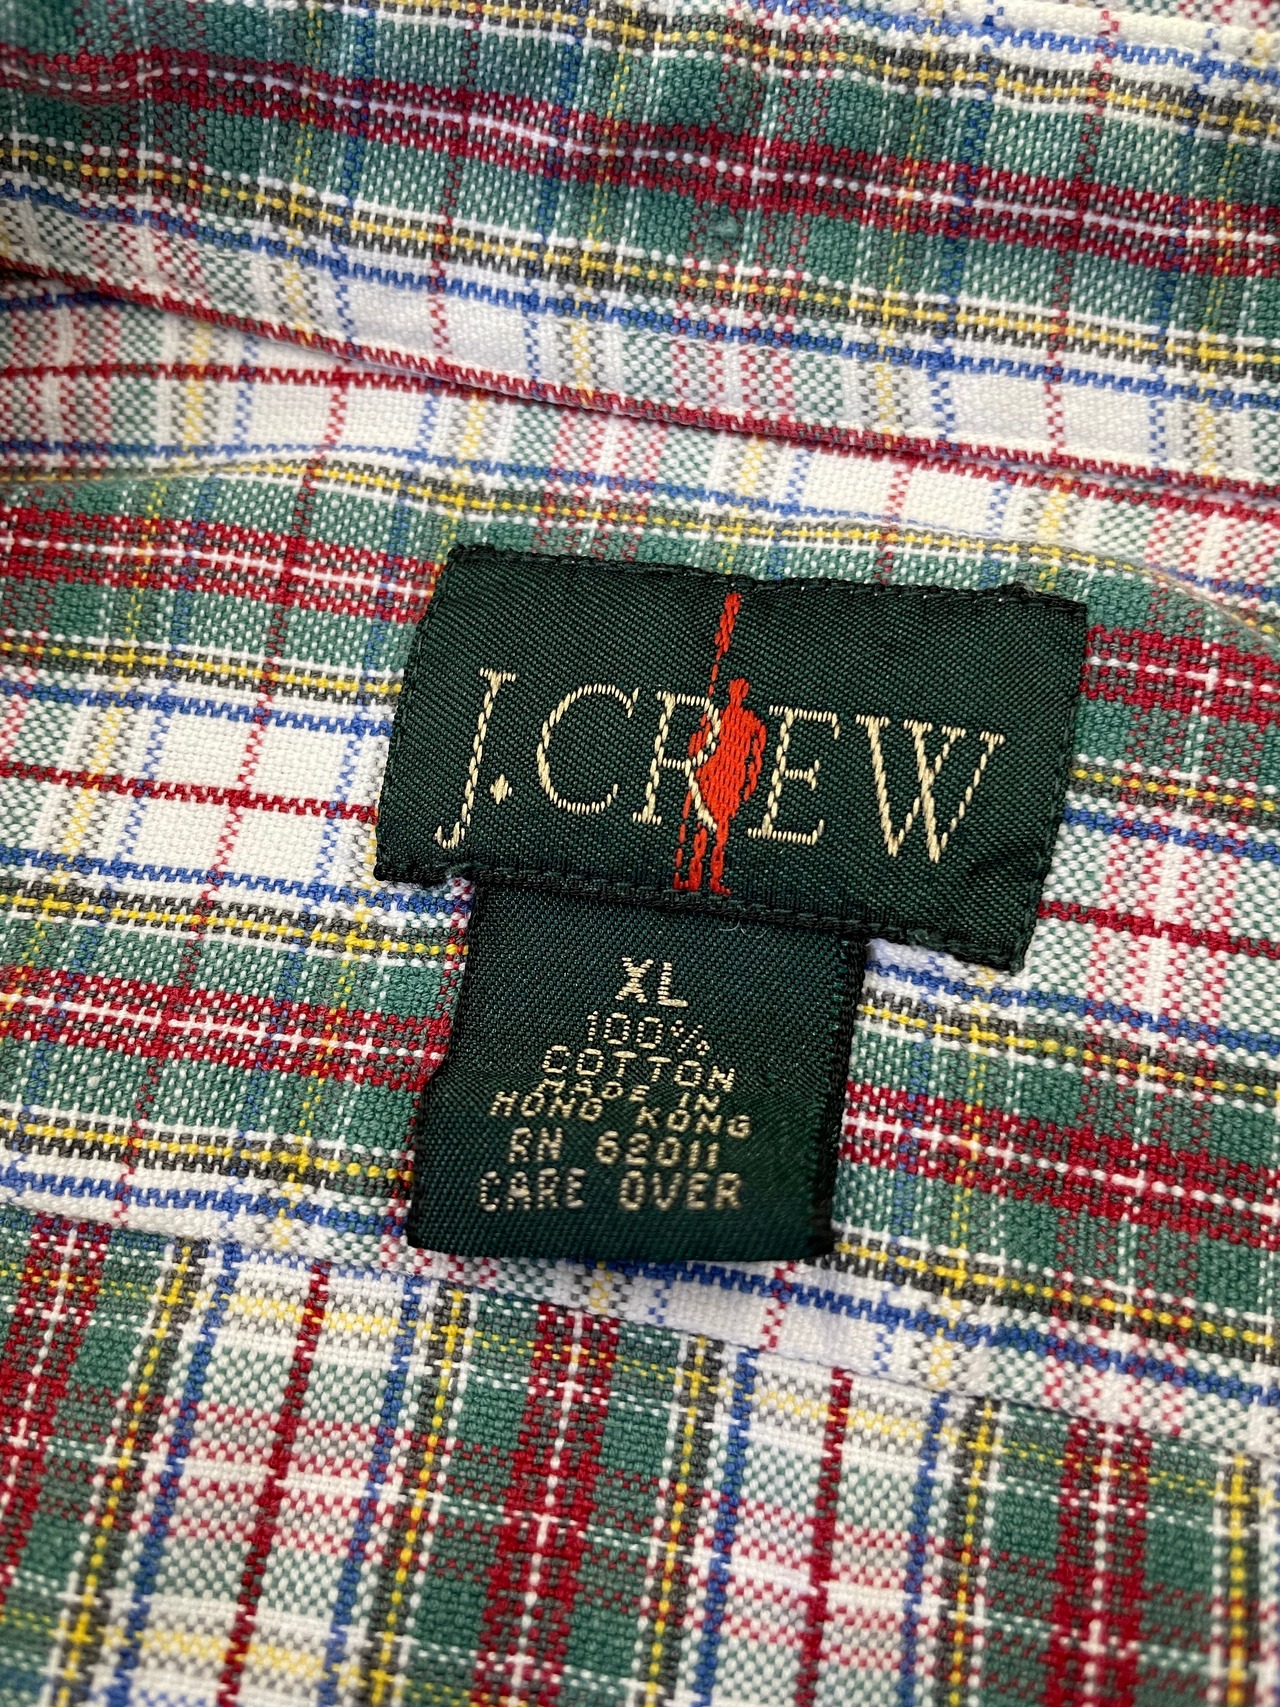 J.CREW
XL
100%
COTTON
MADE IN
HONG KONG
RN 62011
CARE OVER